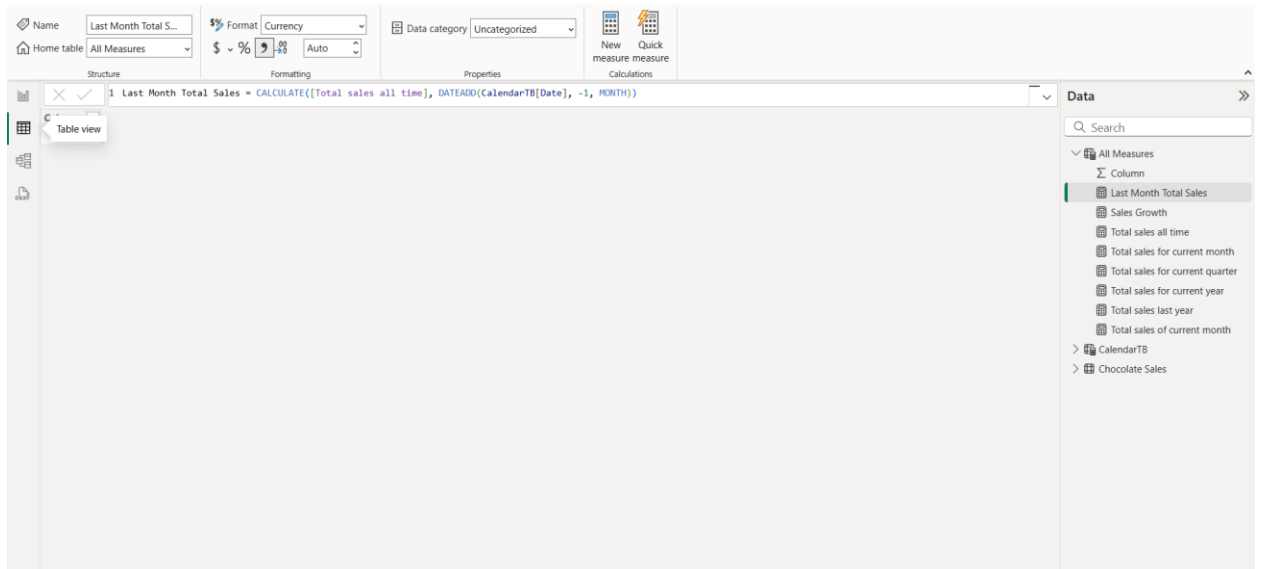 Name Last Month Total S... Format Currency Data category Uncategorized
Home table All Measures $ % 9 .00 Auto New measure Quick measure
Structure Formatting Properties Calculations
1 Last Month Total Sales = CALCULATE([Total sales all time], DATEADD(CalendarTB[Date], -1, MONTH))
Table view
Data
Search
All Measures
Column
Last Month Total Sales
Sales Growth
Total sales all time
Total sales for current month
Total sales for current quarter
Total sales for current year
Total sales last year
Total sales of current month
CalendarTB
Chocolate Sales